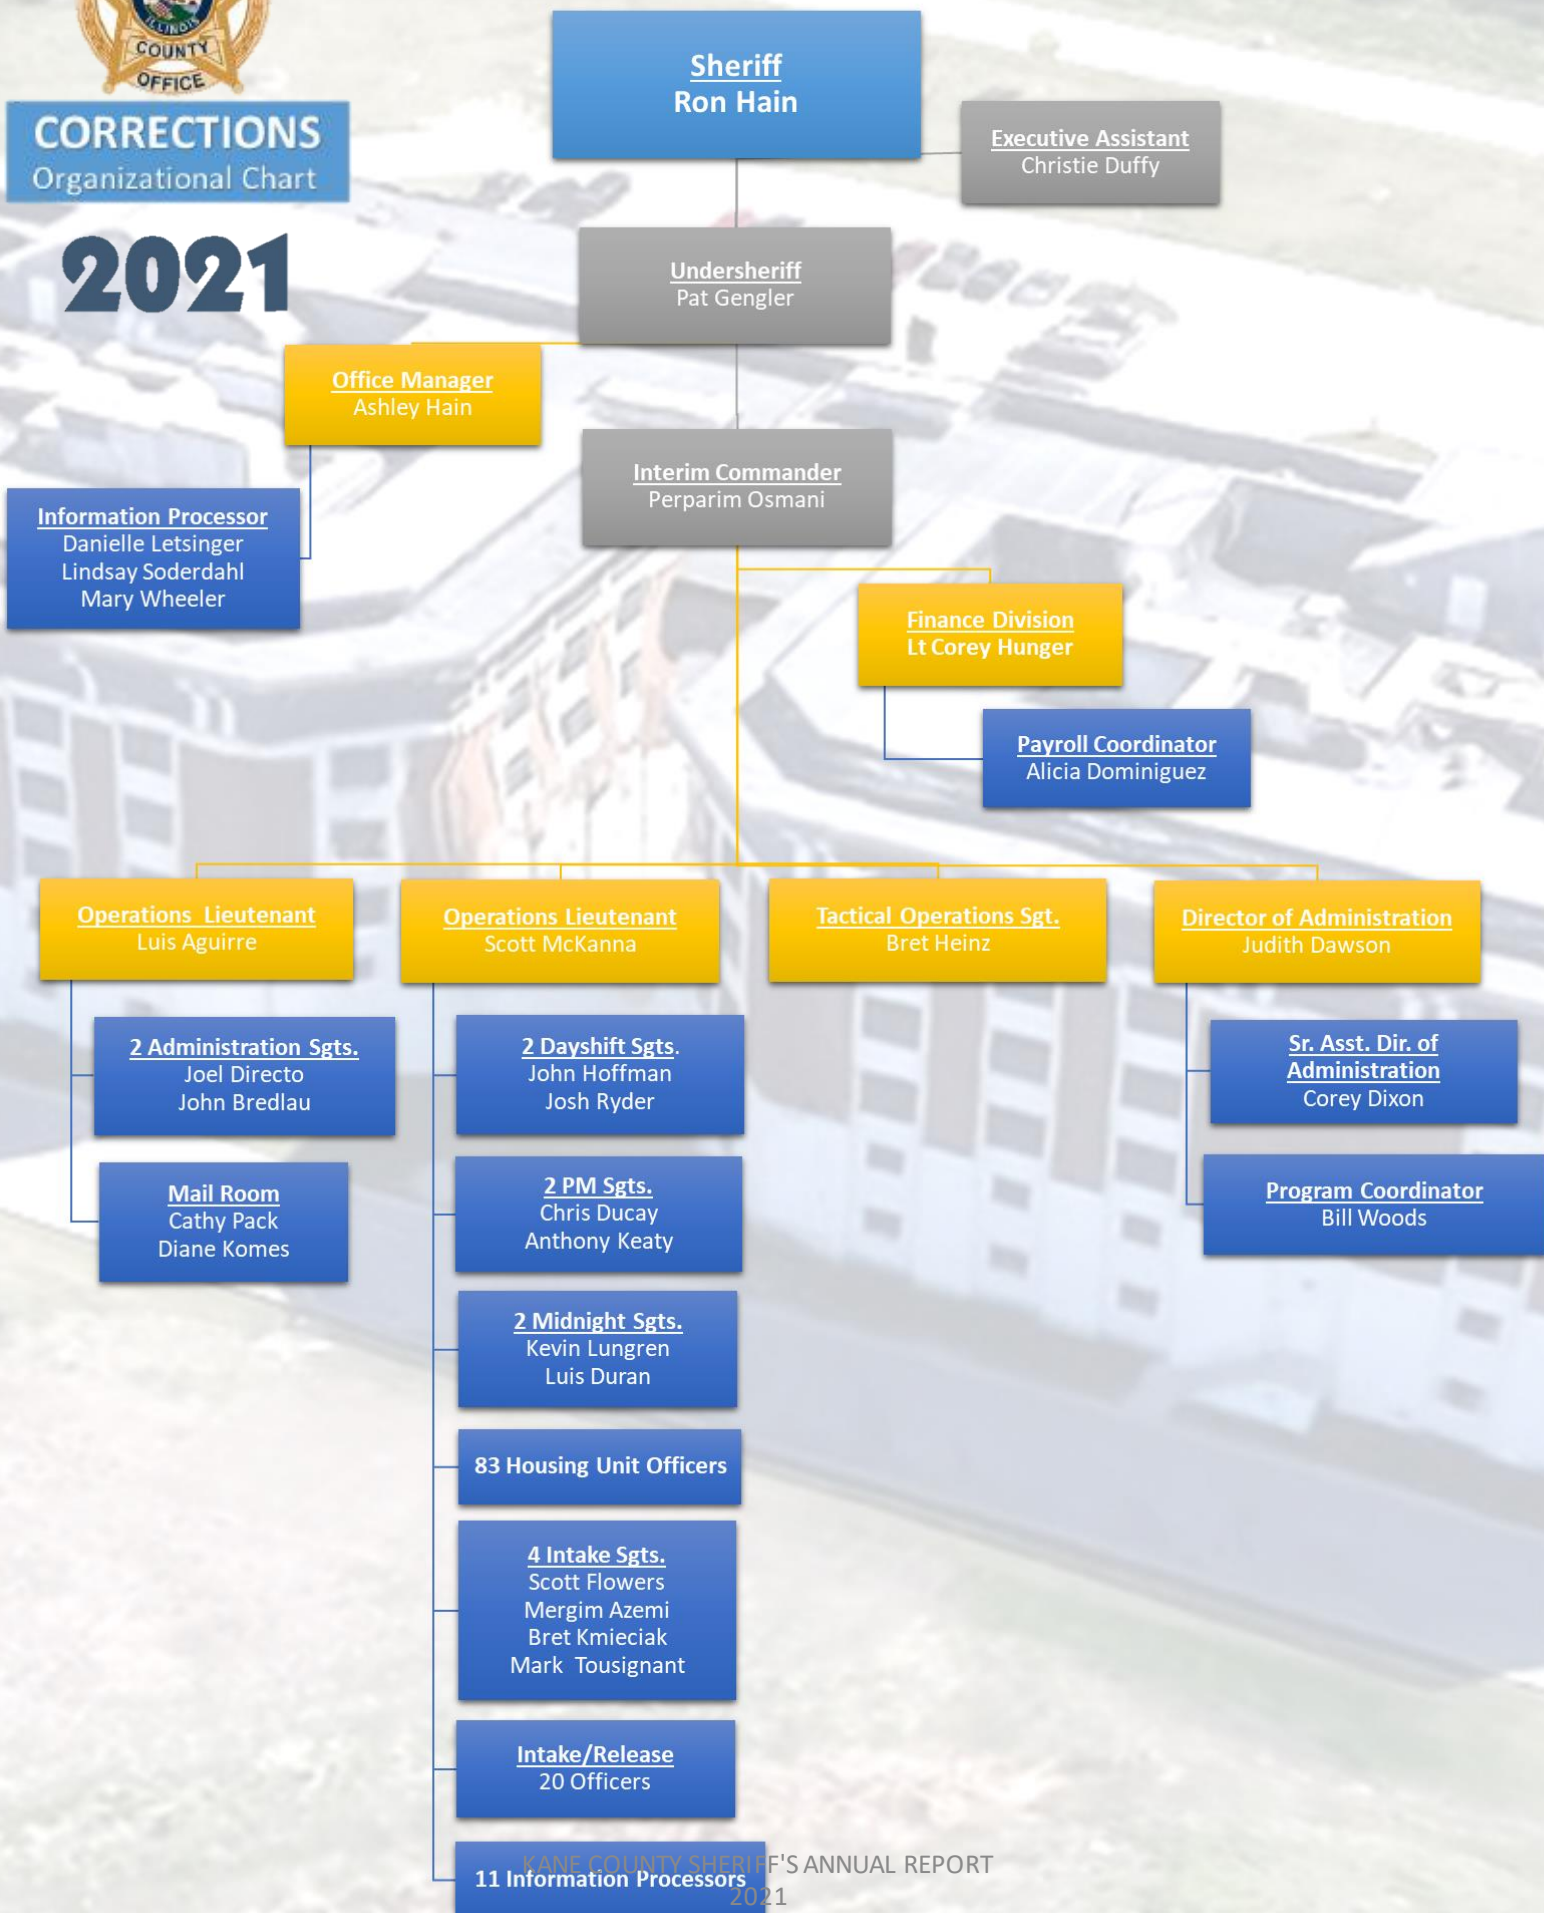 ILLINOIS
COUNTY
OFFICE
CORRECTIONS
Organizational Chart
2021
Sheriff
Ron Hain
Executive Assistant
Christie Duffy
Undersheriff
Pat Gengler
Office Manager
Ashley Hain
Interim Commander
Perparim Osmani
Information Processor
Danielle Letsinger
Lindsay Soderdahl
Mary Wheeler
Finance Division
Lt Corey Hunger
Payroll Coordinator
Alicia Dominiguez
Operations Lieutenant
Luis Aguirre
2 Administration Sgts.
Joel Directo
John Bredlau
Mail Room
Cathy Pack
Diane Komes
Operations Lieutenant
Scott McKanna
2 Dayshift Sgts.
John Hoffman
Josh Ryder
2 PM Sgts.
Chris Ducay
Anthony Keaty
2 Midnight Sgts.
Kevin Lungren
Luis Duran
83 Housing Unit Officers
4 Intake Sgts.
Scott Flowers
Mergim Azemi
Bret Kmieciak
Mark Tousignant
Intake/Release
20 Officers
11 Information Processors
Tactical Operations Sgt.
Bret Heinz
Director of Administration
Judith Dawson
Sr. Asst. Dir. of
Administration
Corey Dixon
Program Coordinator
Bill Woods
KANE COUNTY SHERIFF'S ANNUAL REPORT
2021